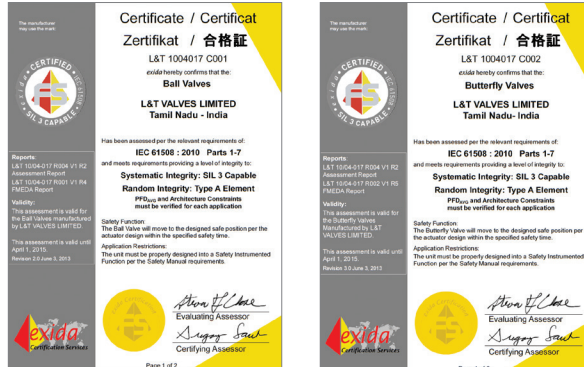 The manufacturer
may use the mark:
CERTIFIED
SIL 3 CAPABLE
Reports:
L&T 10/04-017 R004 V1 R2
Assessment Report
L&T 10/04-017 R001 V1 R4
FMEDA Report
Validity:
This assessment is valid for
the Ball Valves manufactured
by L&T VALVES LIMITED.
This assessment is valid until
April 1, 2015.
Revision 2.0 June 3, 2013
exida
Certification Services
Certificate / Certificat
Zertifikat / 合格証
L&T 1004017 C001
exida hereby confirms that the:
Ball Valves
L&T VALVES LIMITED
Tamil Nadu - India
Has been assessed per the relevant requirements of:
IEC 61508 : 2010 Parts 1-7
and meets requirements providing a level of integrity to:
Systematic Integrity: SIL 3 Capable
Random Integrity: Type A Element
PFDAVG and Architecture Constraints
must be verified for each application
Safety Function:
The Ball Valve will move to the designed safe position per the
actuator design within the specified safety time.
Application Restrictions:
The unit must be properly designed into a Safety Instrumented
Function per the Safety Manual requirements.
Evaluating Assessor
Certifying Assessor
Page 1 of 2
The manufacturer
may use the mark:
CERTIFIED
SIL 3 CAPABLE
Reports:
L&T 10/04-017 R004 V1 R2
Assessment Report
L&T 10/04-017 R002 V1 R5
FMEDA Report
Validity:
This assessment is valid for
the Butterfly Valves
Manufactured by L&T
VALVES LIMITED.
This assessment is valid until
April 1, 2015.
Revision 3.0 June 3, 2013
exida
Certification Services
Certificate / Certificat
Zertifikat / 合格証
L&T 1004017 C002
exida hereby confirms that the:
Butterfly Valves
L&T VALVES LIMITED
Tamil Nadu- India
Has been assessed per the relevant requirements of:
IEC 61508 : 2010 Parts 1-7
and meets requirements providing a level of integrity to:
Systematic Integrity: SIL 3 Capable
Random Integrity: Type A Element
PFDAVG and Architecture Constraints
must be verified for each application
Safety Function:
The Butterfly Valve will move to the designed safe position per
the actuator design within the specified safety time.
Application Restrictions:
The unit must be properly designed into a Safety Instrumented
Function per the Safety Manual requirements.
Evaluating Assessor
Certifying Assessor